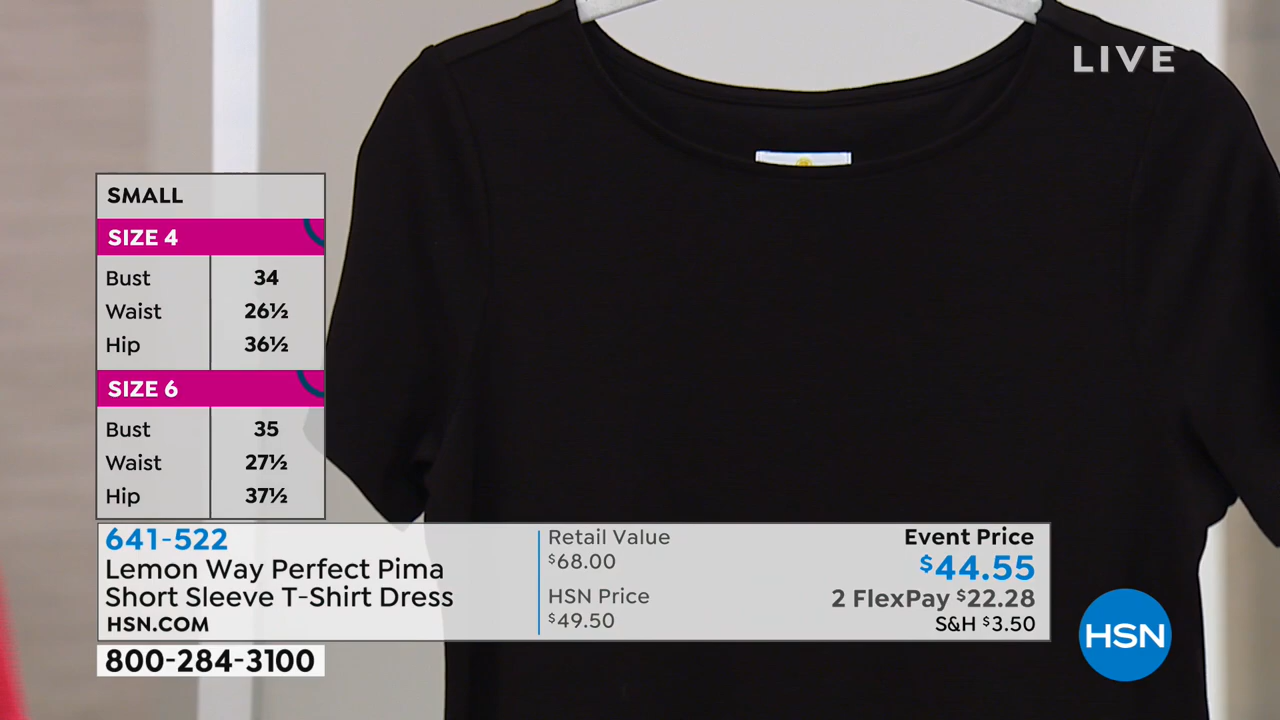 LIVE
SMALL
SIZE 4
Bust 34
Waist 26½
Hip 36½
SIZE 6
Bust 35
Waist 27½
Hip 37½
641-522
Lemon Way Perfect Pima
Short Sleeve T-Shirt Dress
HSN.COM
Retail Value
$68.00
HSN Price
$49.50
Event Price
$44.55
2 FlexPay $22.28
S&H $3.50
800-284-3100
HSN